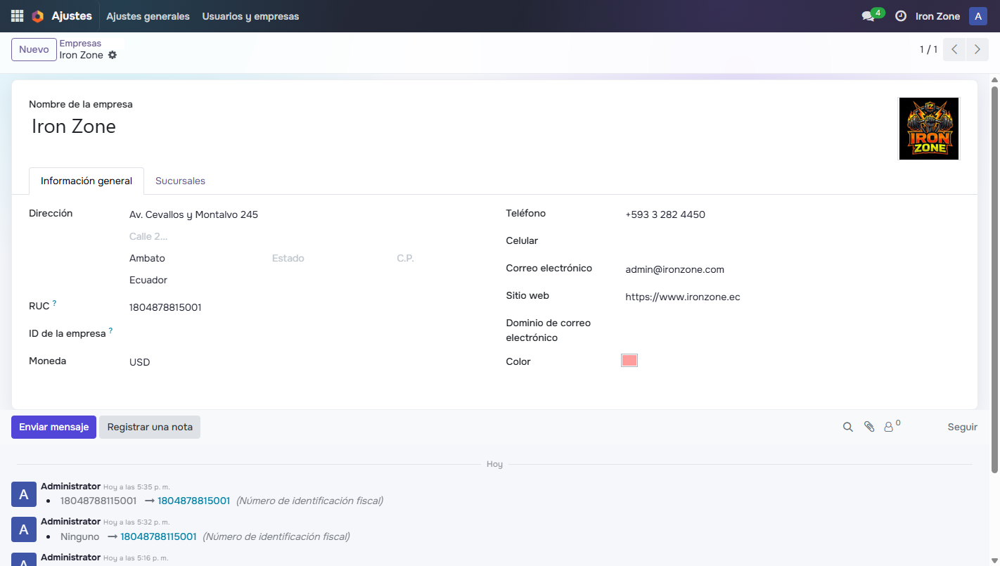 Ajustes Ajustes generales Usuarios y empresas 4 Iron Zone A
Nuevo Empresas
Iron Zone 1 / 1
Nombre de la empresa
Iron Zone
IZ
IRON
ZONE
Información general Sucursales
Dirección Av. Cevallos y Montalvo 245 Teléfono +593 3 282 4450
Calle 2...
Celular
Ambato Estado C.P.
Correo electrónico admin@ironzone.com
Ecuador
Sitio web https://www.ironzone.ec
RUC ? 1804878815001
Dominio de correo
electrónico
ID de la empresa ?
Moneda USD Color
Enviar mensaje Registrar una nota 0 Seguir
Hoy
A Administrator Hoy a las 5:35 p. m.
• 18048788115001 → 1804878815001 (Número de identificación fiscal)
A Administrator Hoy a las 5:32 p. m.
• Ninguno → 18048788115001 (Número de identificación fiscal)
A Administrator Hoy a las 5:16 p. m.